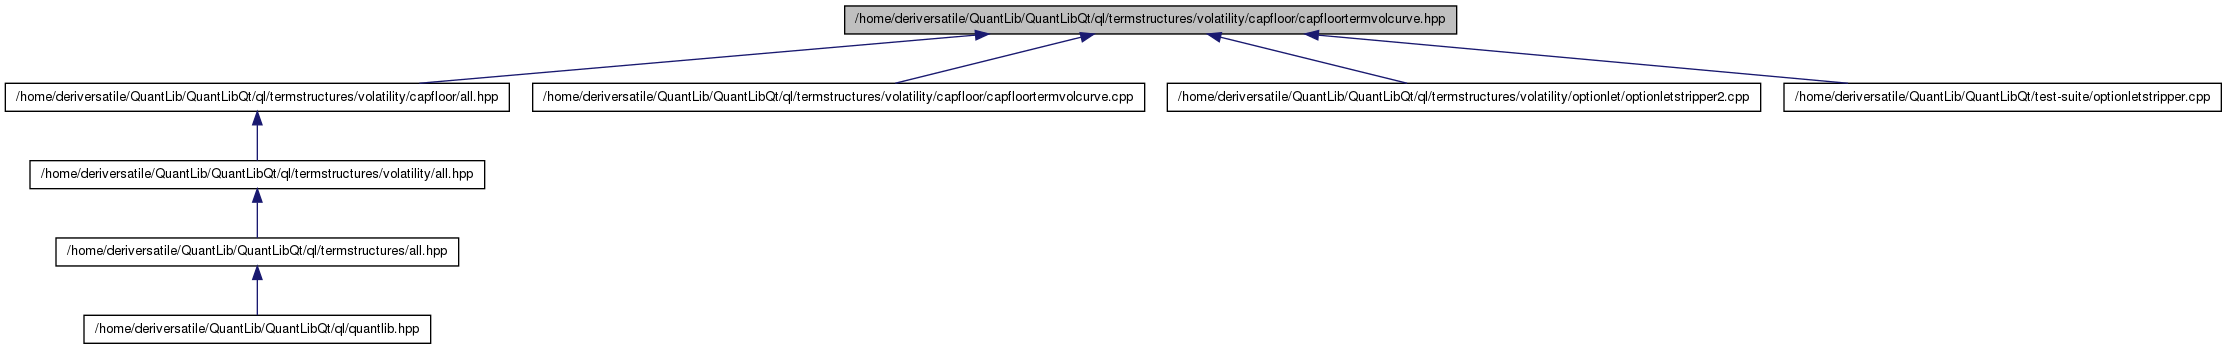 /home/deriversatile/QuantLib/QuantLibQt/ql/termstructures/volatility/capfloor/capfloortermvolcurve.hpp
/home/deriversatile/QuantLib/QuantLibQt/ql/termstructures/volatility/capfloor/all.hpp
/home/deriversatile/QuantLib/QuantLibQt/ql/termstructures/volatility/capfloor/capfloortermvolcurve.cpp
/home/deriversatile/QuantLib/QuantLibQt/ql/termstructures/volatility/optionlet/optionletstripper2.cpp
/home/deriversatile/QuantLib/QuantLibQt/test-suite/optionletstripper.cpp
/home/deriversatile/QuantLib/QuantLibQt/ql/termstructures/volatility/all.hpp
/home/deriversatile/QuantLib/QuantLibQt/ql/termstructures/all.hpp
/home/deriversatile/QuantLib/QuantLibQt/ql/quantlib.hpp